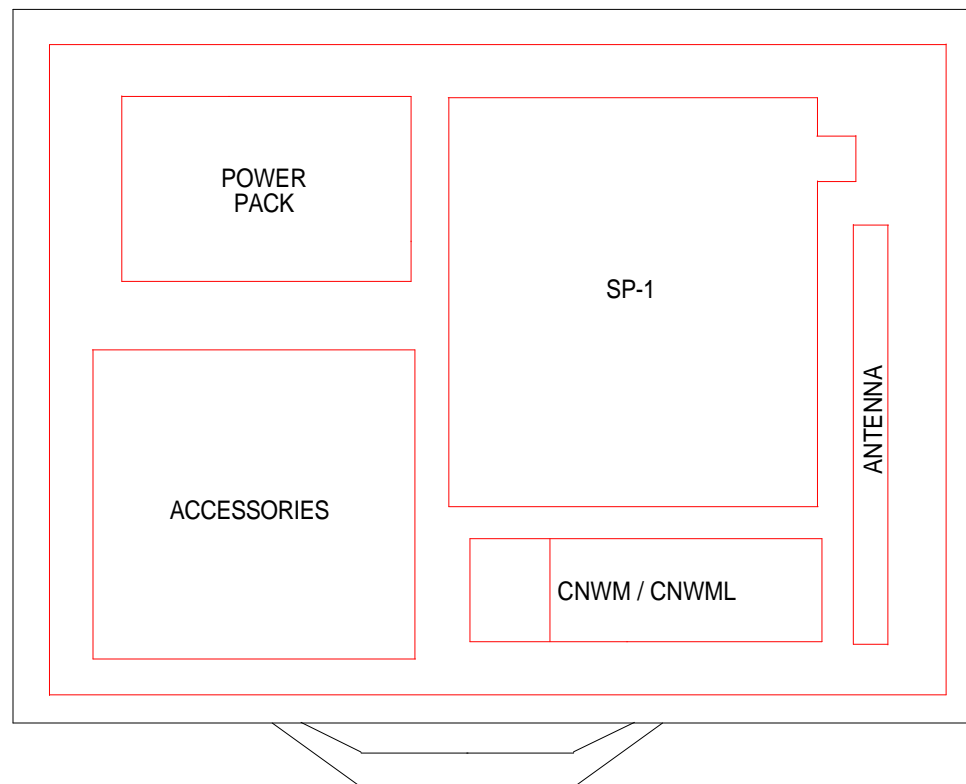 POWER
PACK
SP-1
ANTENNA
ACCESSORIES
CNWM / CNWML